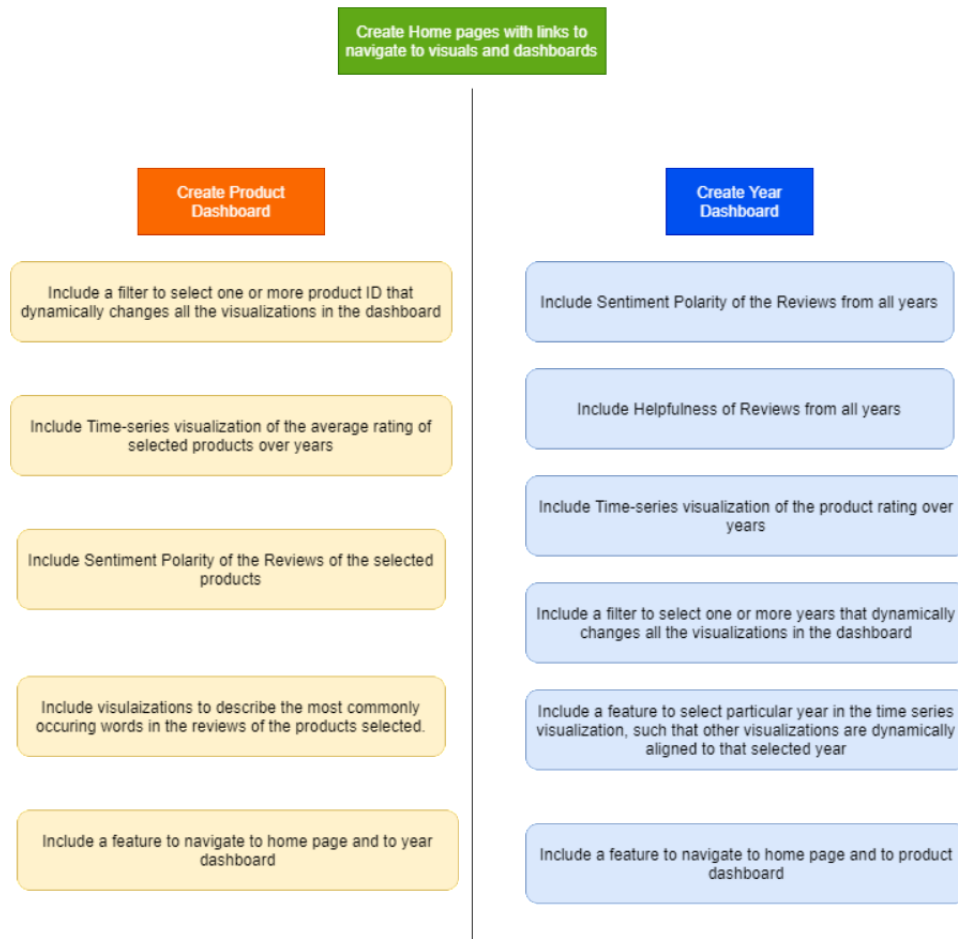 Create Home pages with links to
navigate to visuals and dashboards
Create Product
Dashboard
Include a filter to select one or more product ID that
dynamically changes all the visualizations in the dashboard
Include Time-series visualization of the average rating of
selected products over years
Include Sentiment Polarity of the Reviews of the selected
products
Include visulaizations to describe the most commonly
occuring words in the reviews of the products selected.
Include a feature to navigate to home page and to year
dashboard
Create Year
Dashboard
Include Sentiment Polarity of the Reviews from all years
Include Helpfulness of Reviews from all years
Include Time-series visualization of the product rating over
years
Include a filter to select one or more years that dynamically
changes all the visualizations in the dashboard
Include a feature to select particular year in the time series
visualization, such that other visualizations are dynamically
aligned to that selected year
Include a feature to navigate to home page and to product
dashboard